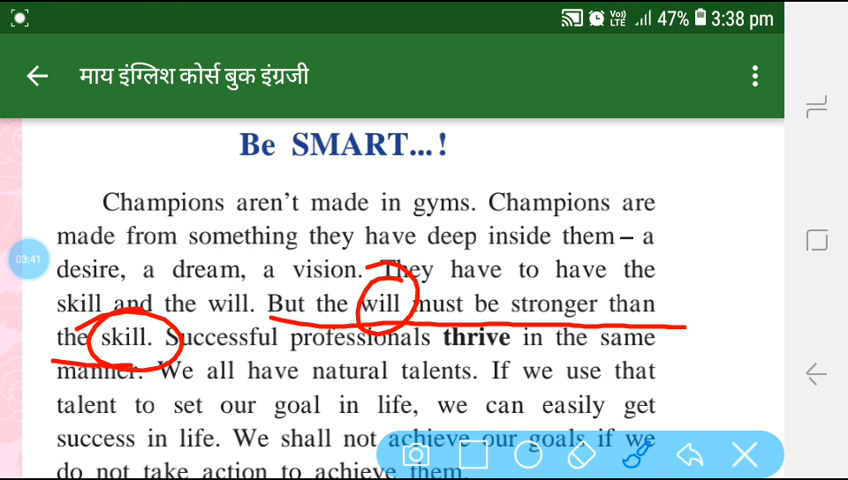 47% 3:38 pm
माय इंग्लिश कोर्स बुक इंग्रजी
Be SMART...!
Champions aren't made in gyms. Champions are
made from something they have deep inside them – a
desire, a dream, a vision. They have to have the
skill and the will. But the will must be stronger than
the skill. Successful professionals thrive in the same
manner. We all have natural talents. If we use that
talent to set our goal in life, we can easily get
success in life. We shall not achieve our goals if we
do not take action to achieve them.
03:41